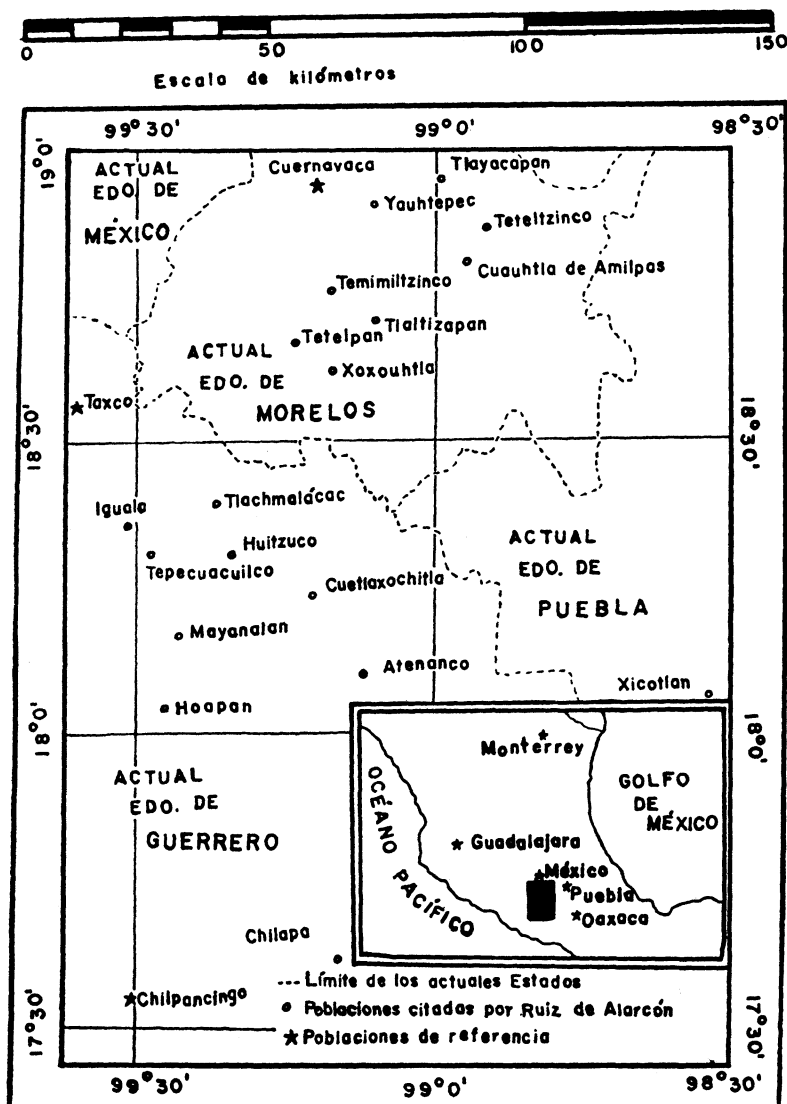 0 50 100 150
Escala de kilómetros
99°30' 99°0' 98°30'
19°0'
ACTUAL
EDO. DE
MÉXICO
Cuernavaca
Tlayacapan
Yauhtepec
Teteltzinco
Cuauhtla de Amilpas
Temimiltzinco
Tlaltizapan
Tetelpan
Xoxouhtla
ACTUAL
EDO. DE
MORELOS
Taxco
18°30'
18°30'
Iguala
Tlachmalácac
Huitzuco
Tepecuacuilco
Cuetlaxochitla
ACTUAL
EDO. DE
PUEBLA
Mayanalan
Atenanco
Xicotlan
Hoapan
18°0'
18°0'
ACTUAL
EDO. DE
GUERRERO
Monterrey
GOLFO
DE
MÉXICO
OCÉANO PACÍFICO
Guadalajara
México
Puebla
Oaxaca
Chilapa
Chilpancingo
--- Límite de los actuales Estados
Poblaciones citadas por Ruiz de Alarcón
★ Poblaciones de referencia
17°30'
17°30'
99°30' 99°0' 98°30'